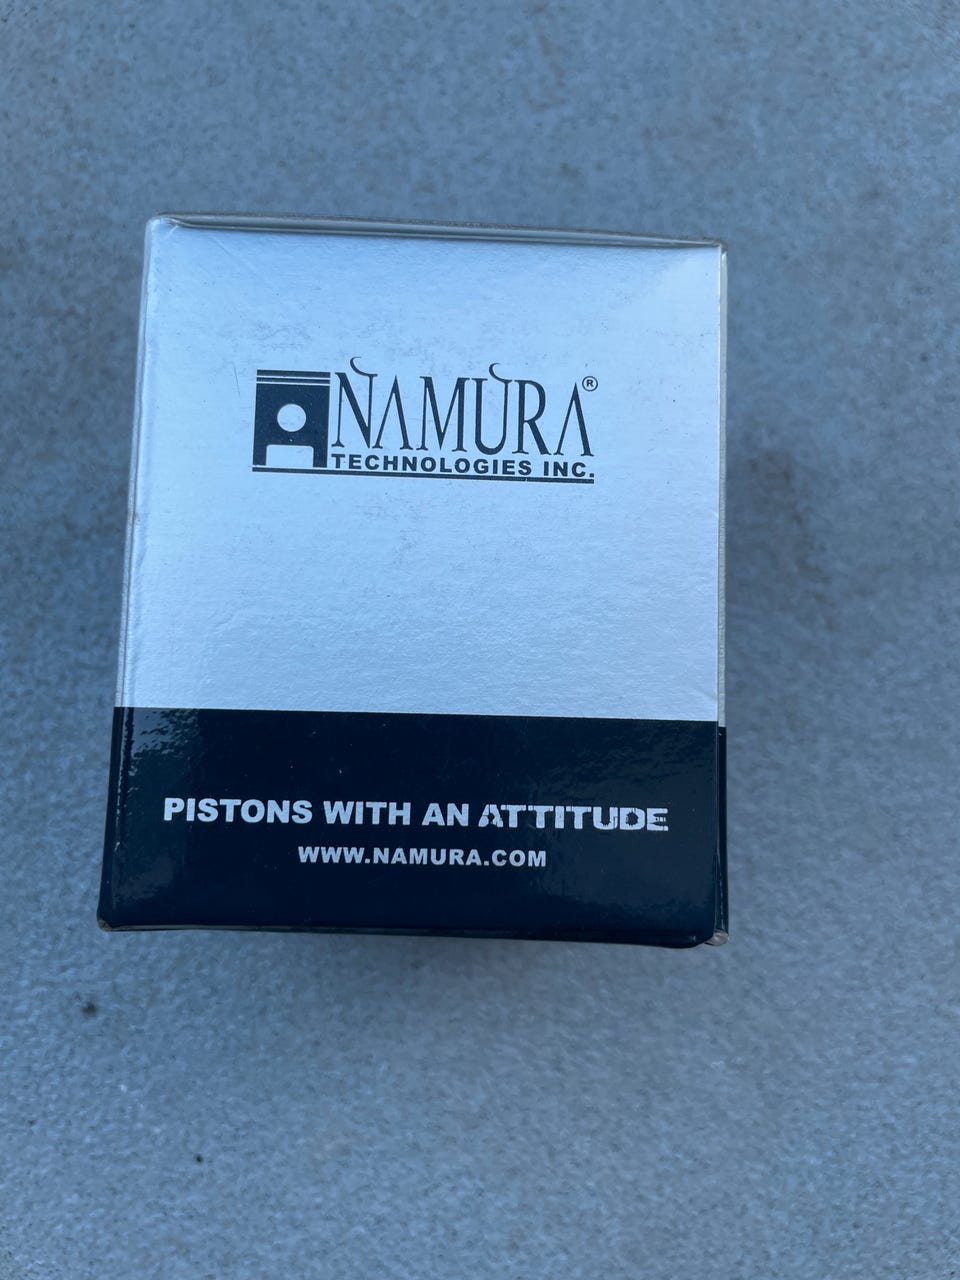 NAMURA®
TECHNOLOGIES INC.
PISTONS WITH AN ATTITUDE
WWW.NAMURA.COM